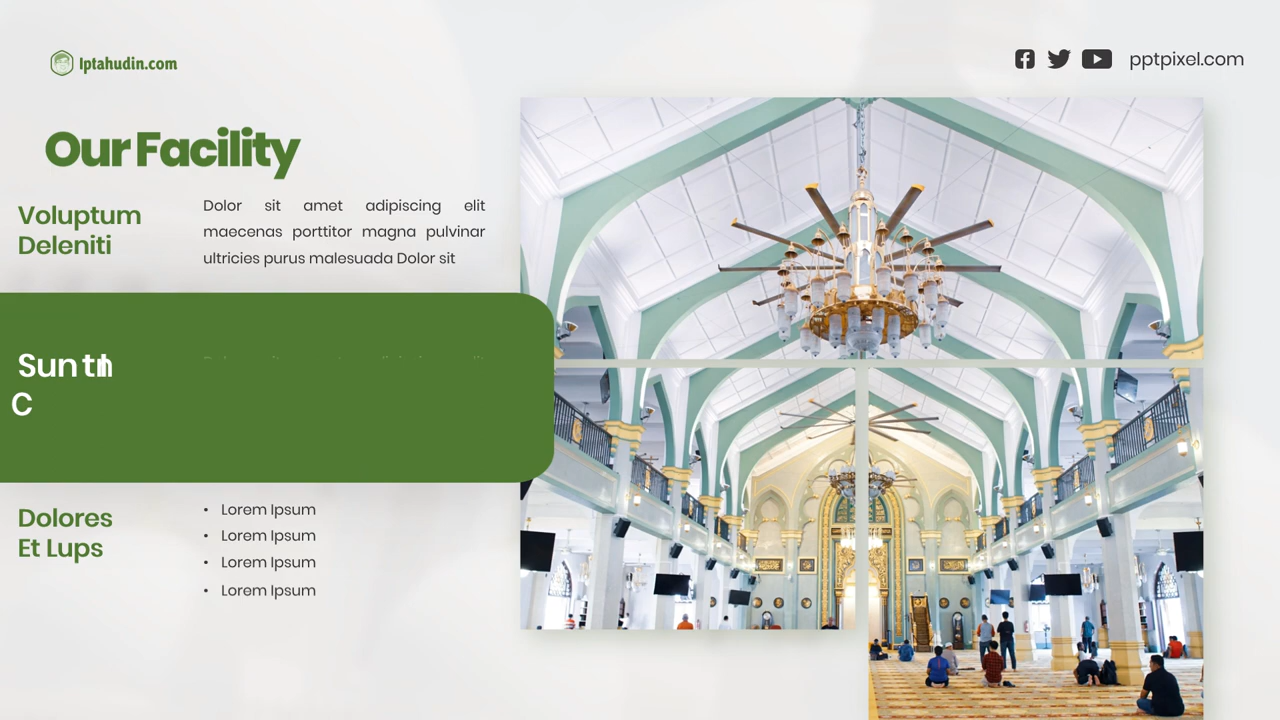 Iptahudin.com
pptpixel.com
Our Facility
Voluptum
Deleniti
Dolor sit amet adipiscing elit
maecenas porttitor magna pulvinar
ultricies purus malesuada Dolor sit
Sunt
C
Dolores
Et Lups
• Lorem Ipsum
• Lorem Ipsum
• Lorem Ipsum
• Lorem Ipsum